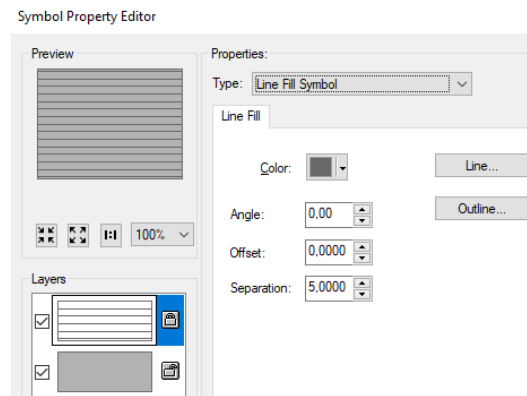 Symbol Property Editor
Preview
Properties:
Type: Line Fill Symbol
Line Fill
Color:
Line...
Angle: 0,00
Outline...
1:1 100%
Offset: 0,0000
Separation: 5,0000
Layers